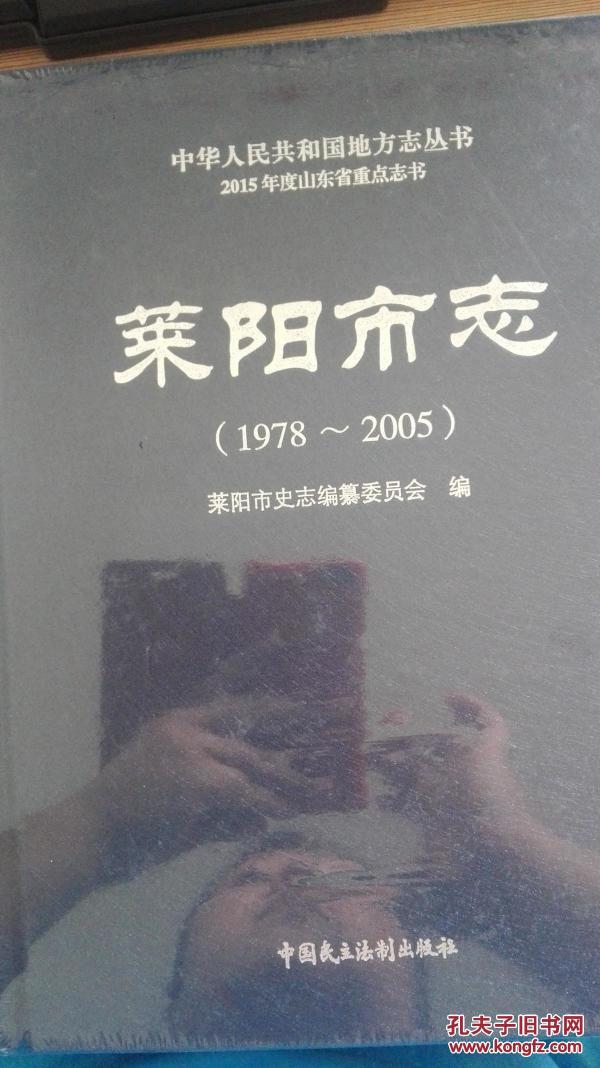 中华人民共和国地方志丛书
2015年度山东省重点志书
莱阳市志
(1978～2005)
莱阳市史志编纂委员会 编
中国民主法制出版社
孔夫子旧书网
www.kongfz.com